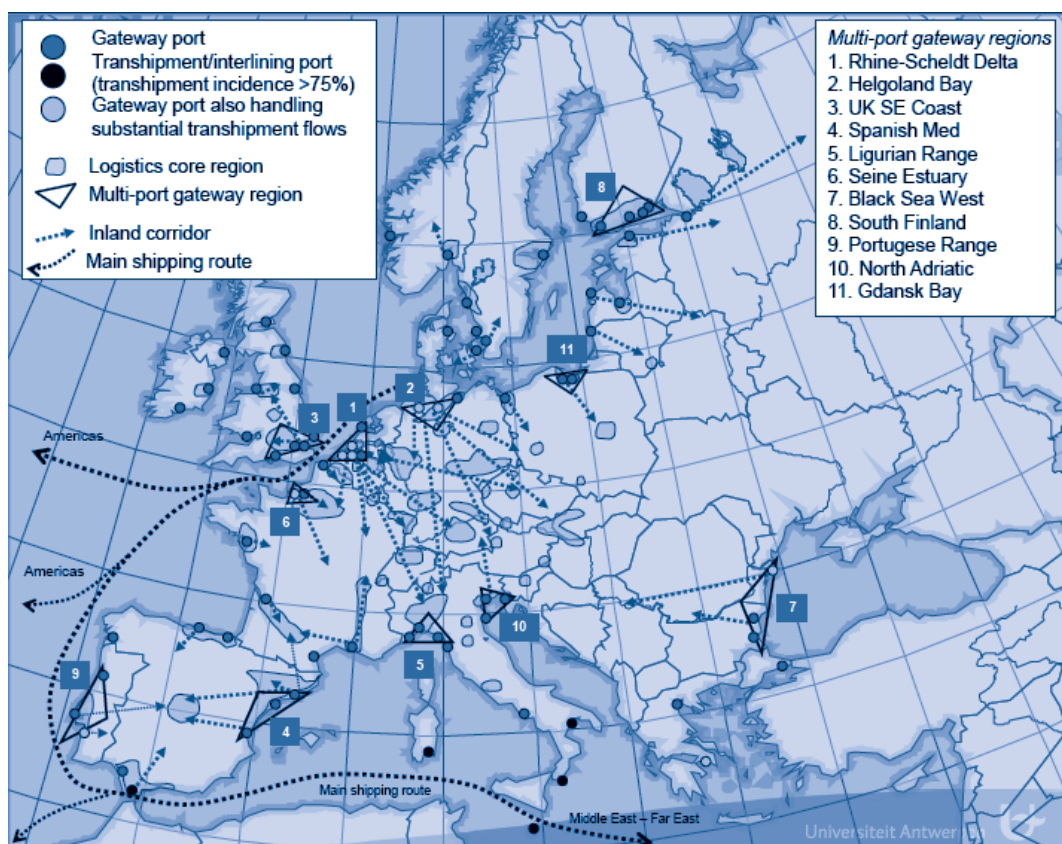 Gateway port
Transhipment/interlining port
(transhipment incidence >75%)
Gateway port also handling
substantial transhipment flows
Logistics core region
Multi-port gateway region
Inland corridor
Main shipping route
Multi-port gateway regions
1. Rhine-Scheldt Delta
2. Helgoland Bay
3. UK SE Coast
4. Spanish Med
5. Ligurian Range
6. Seine Estuary
7. Black Sea West
8. South Finland
9. Portugese Range
10. North Adriatic
11. Gdansk Bay
8
11
2
1
3
Americas
6
Americas
7
10
5
9
4
Main shipping route
Middle East – Far East
Universiteit Antwerpen